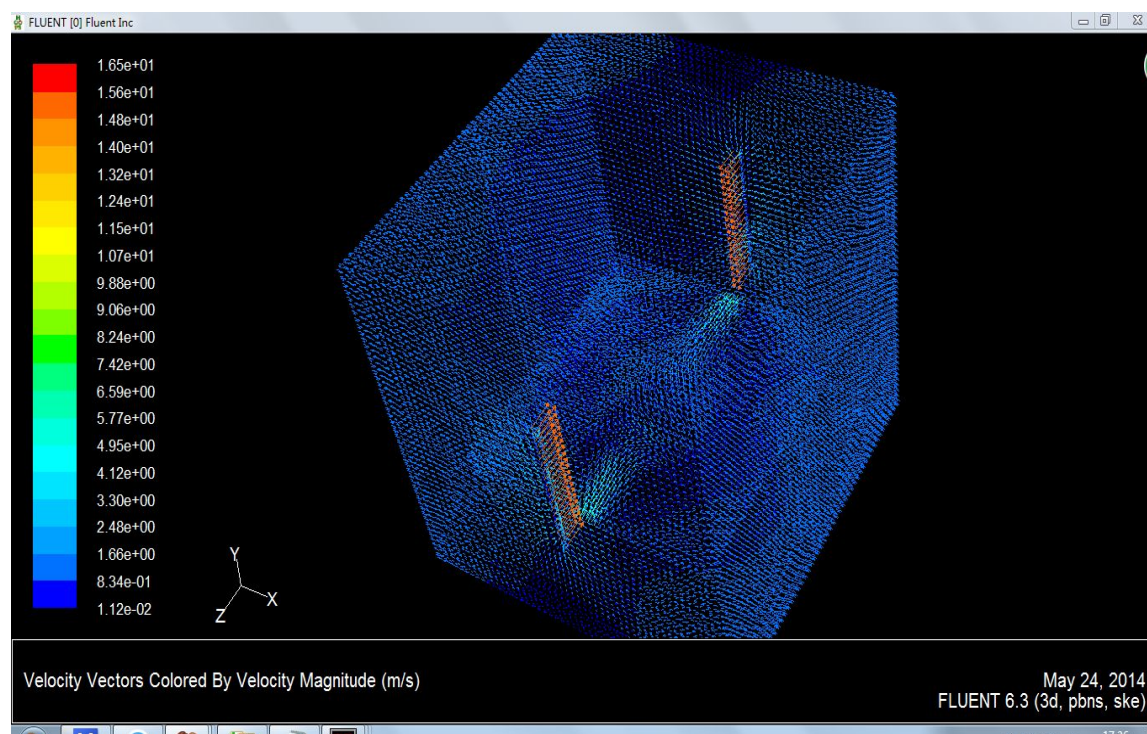 FLUENT [0] Fluent Inc
1.65e+01
1.56e+01
1.48e+01
1.40e+01
1.32e+01
1.24e+01
1.15e+01
1.07e+01
9.88e+00
9.06e+00
8.24e+00
7.42e+00
6.59e+00
5.77e+00
4.95e+00
4.12e+00
3.30e+00
2.48e+00
1.66e+00
8.34e-01
1.12e-02
Y
X
Z
Velocity Vectors Colored By Velocity Magnitude (m/s)
May 24, 2014
FLUENT 6.3 (3d, pbns, ske)